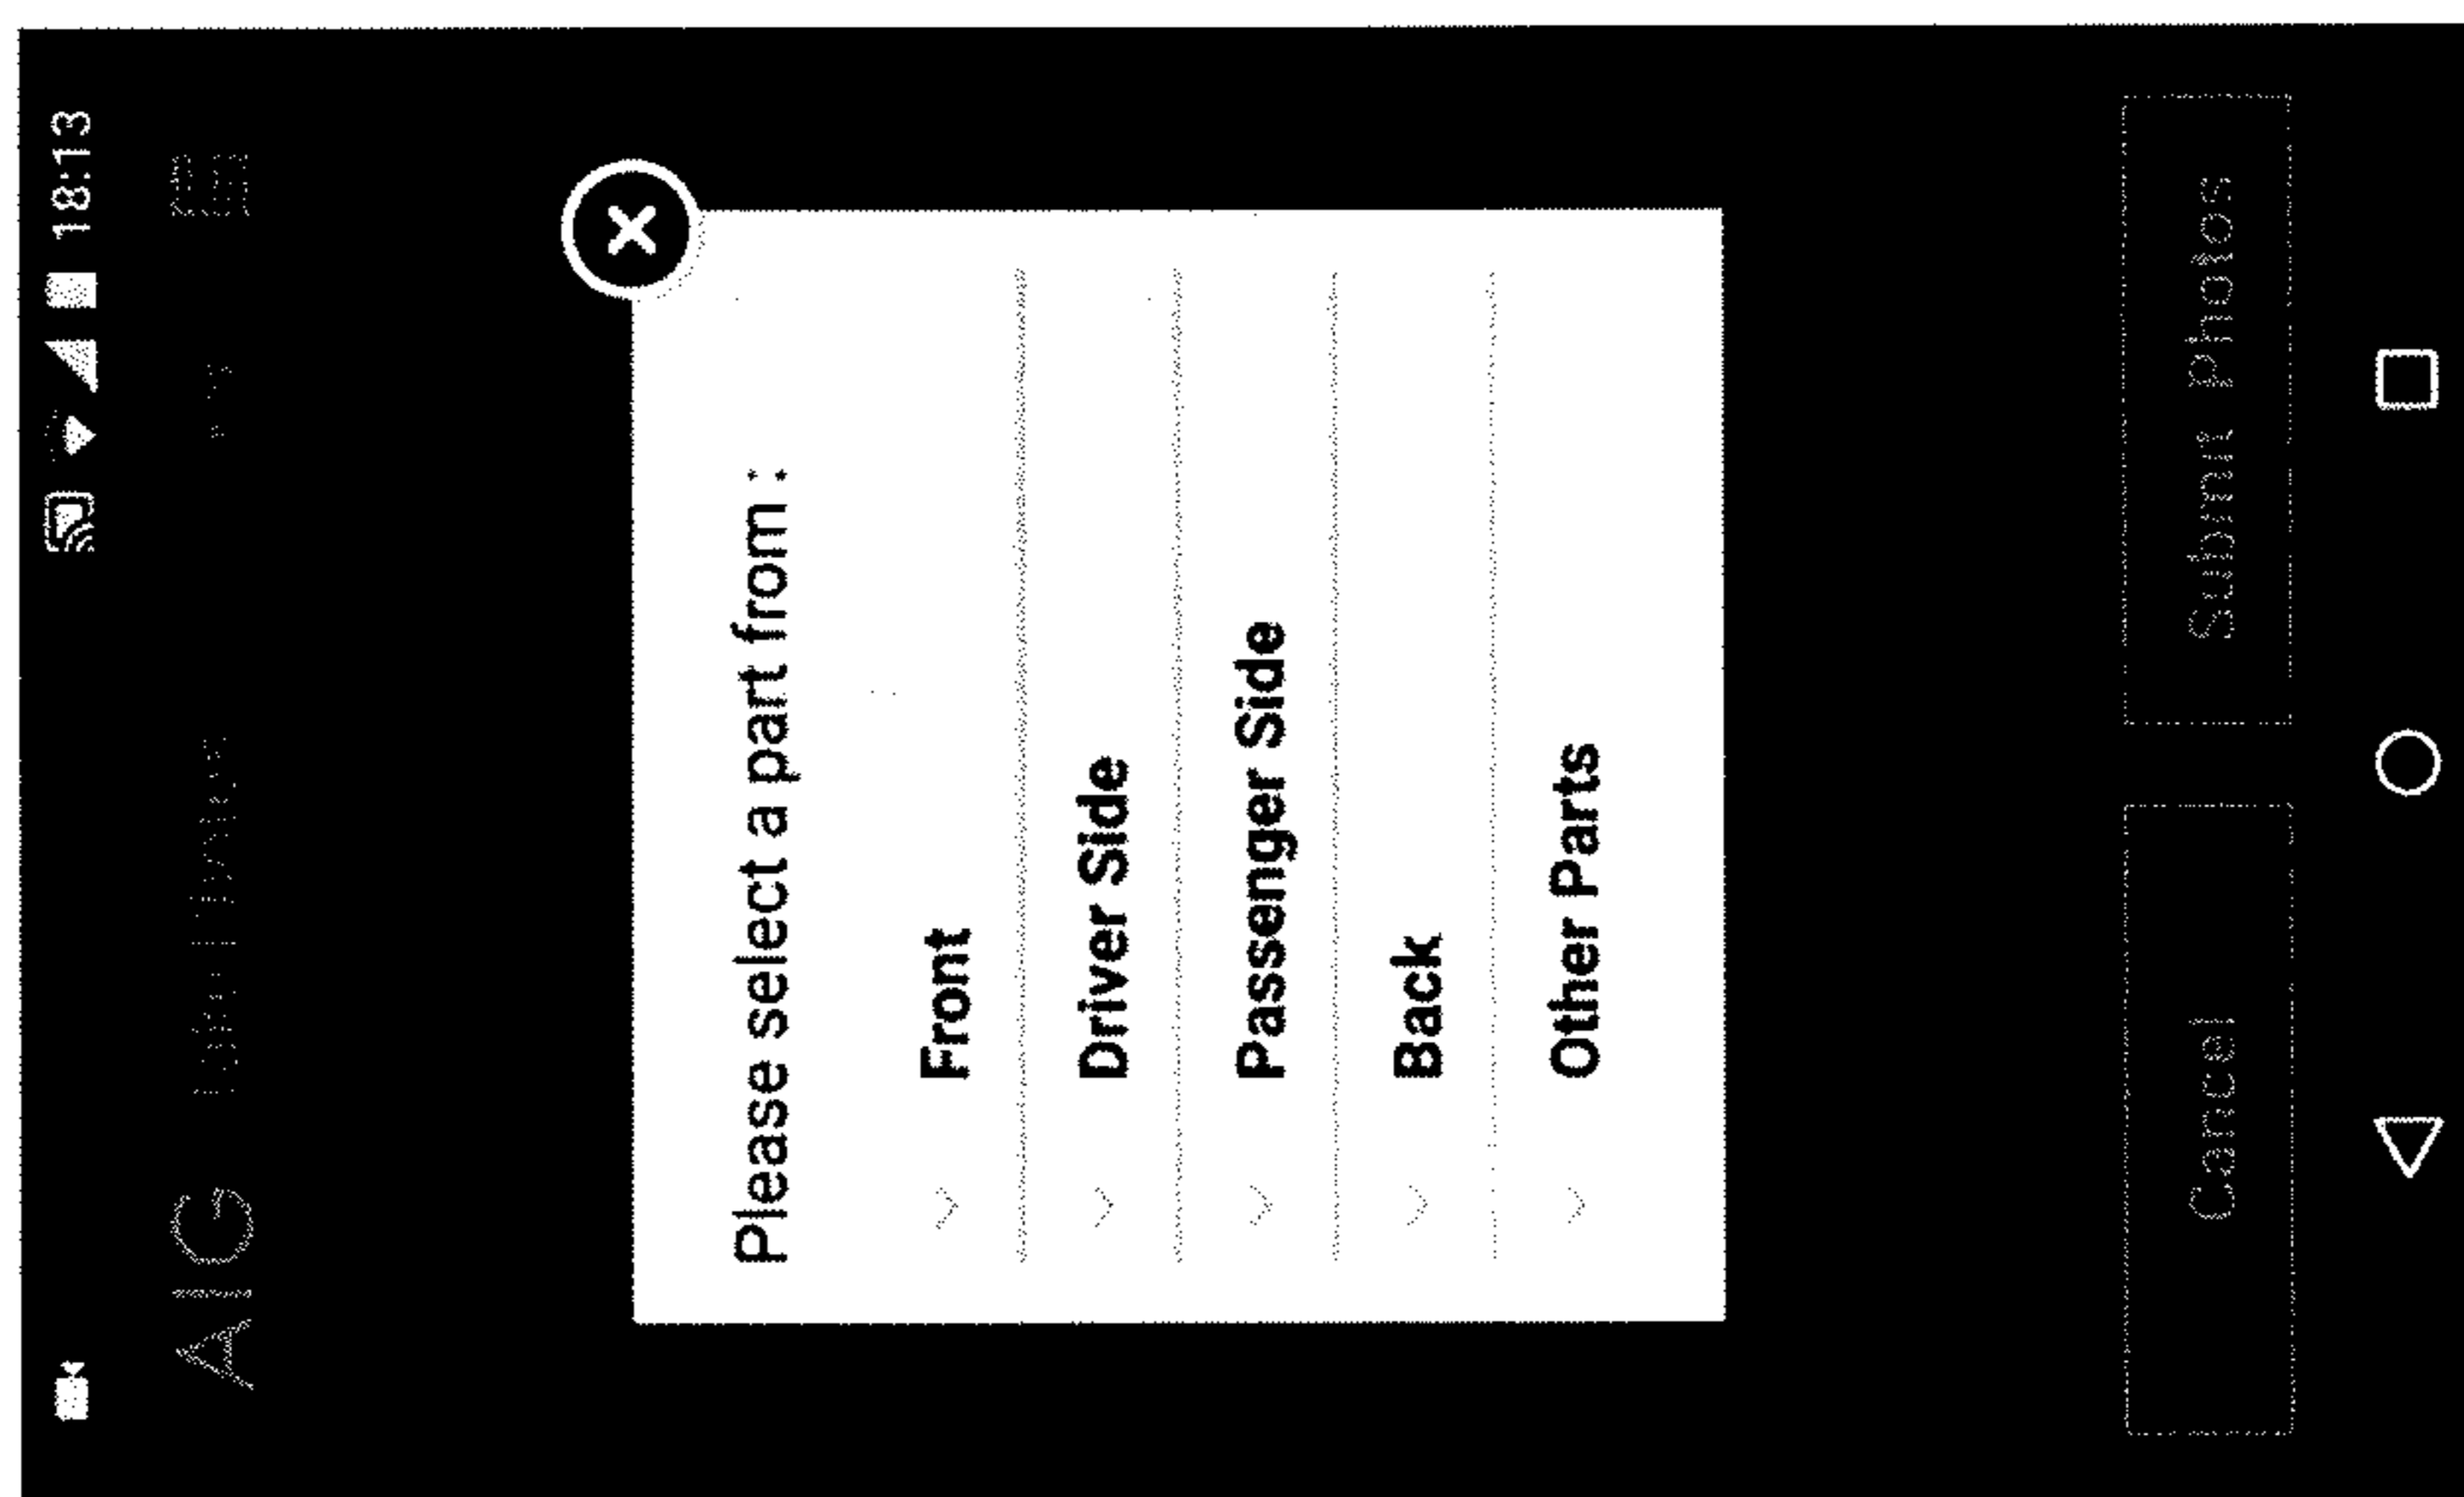 18:13
AIG
Please select a part from :
Front
Driver Side
Passenger Side
Back
Other Parts
Cancel
Submit photos